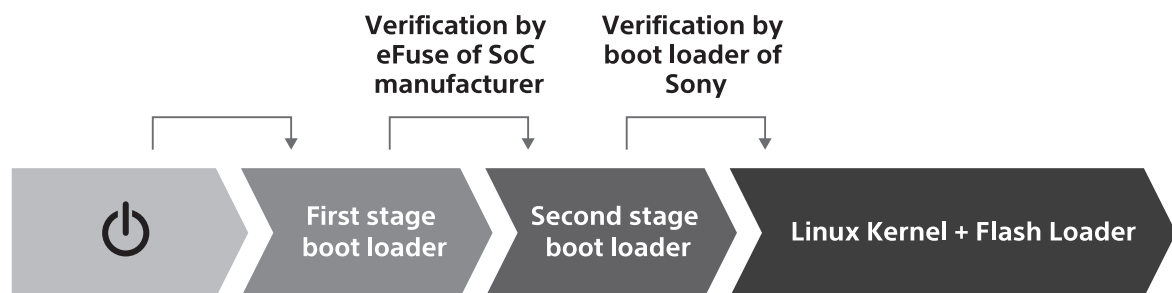 Verification by
eFuse of SoC
manufacturer
Verification by
boot loader of
Sony
First stage
boot loader
Second stage
boot loader
Linux Kernel + Flash Loader